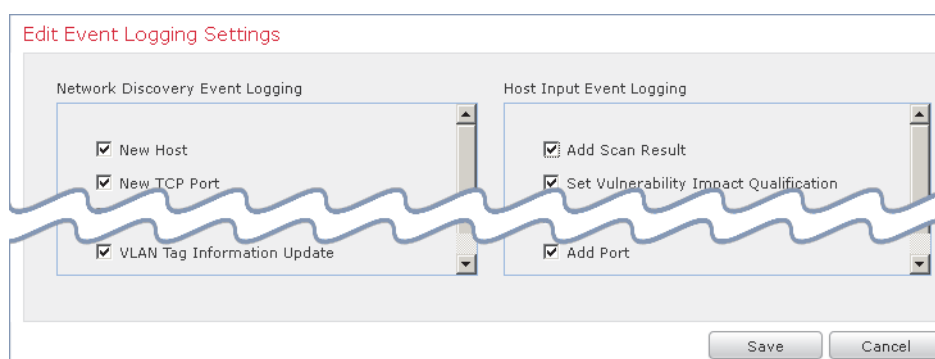 Edit Event Logging Settings
Network Discovery Event Logging
New Host
New TCP Port
VLAN Tag Information Update
Host Input Event Logging
Add Scan Result
Set Vulnerability Impact Qualification
Add Port
Save
Cancel